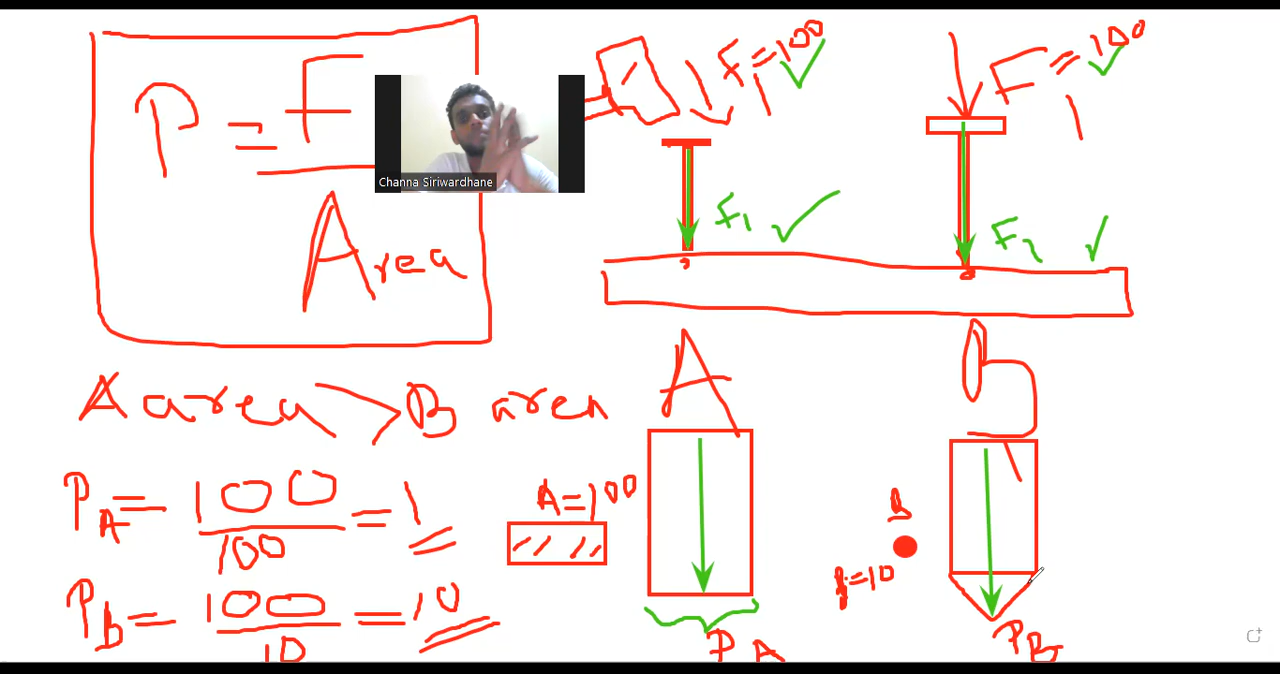 P = F
Area
Channa Siriwardhane
F = 100
F = 100
F1
F2
A
b
A area > B area
PA = 100 = 1
100
A = 100
B
B = 10
PB = 100 = 10
10
PA
PB